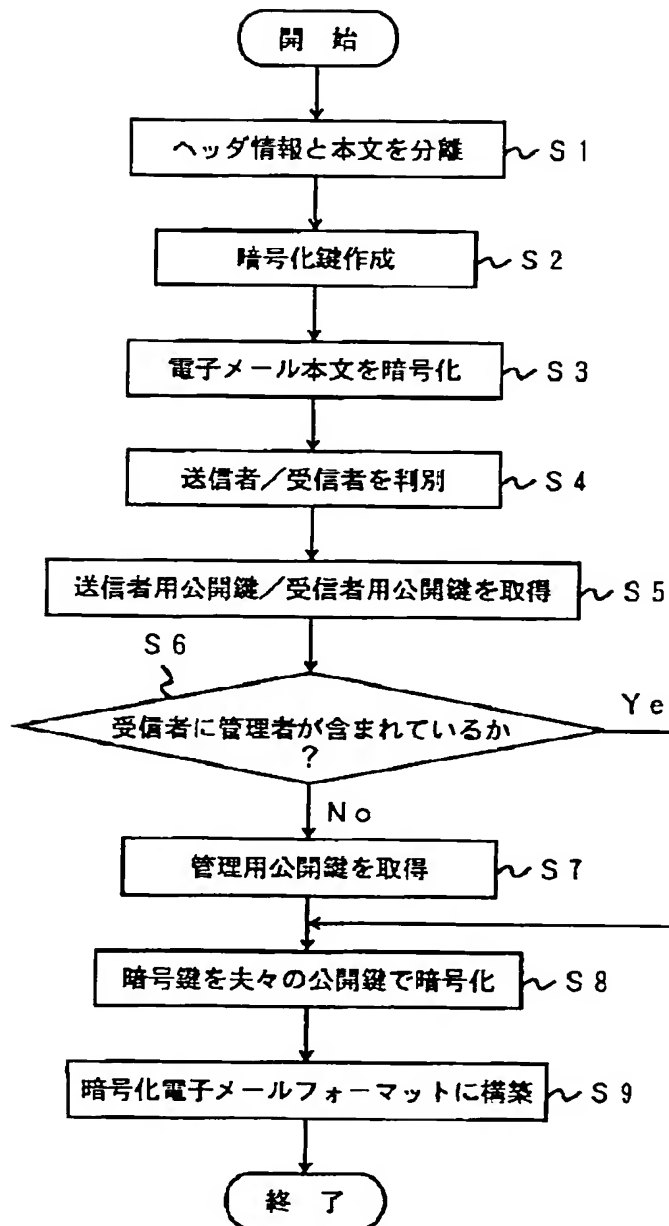 開 始
ヘッダ情報と本文を分離 S1
暗号化鍵作成 S2
電子メール本文を暗号化 S3
送信者／受信者を判別 S4
送信者用公開鍵／受信者用公開鍵を取得 S5
S6
受信者に管理者が含まれているか
?
Ye
No
管理用公開鍵を取得 S7
暗号鍵を夫々の公開鍵で暗号化 S8
暗号化電子メールフォーマットに構築 S9
終 了